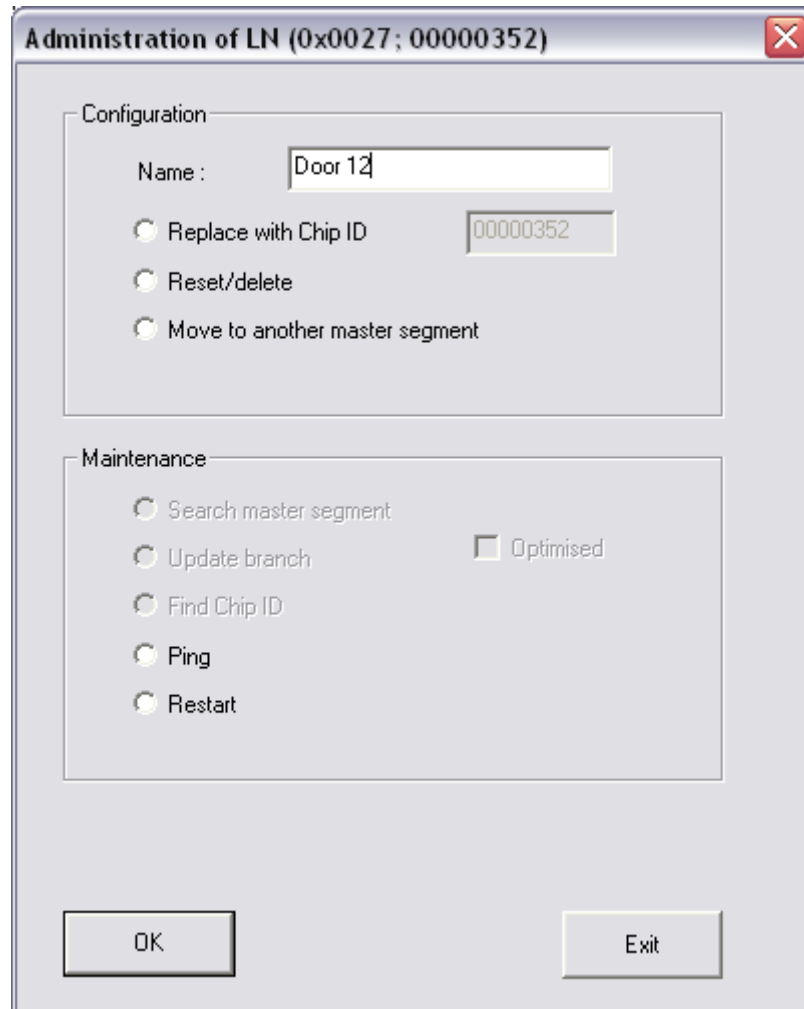 Administration of LN (0x0027; 00000352)
Configuration
Name : Door 12
Replace with Chip ID 00000352
Reset/delete
Move to another master segment
Maintenance
Search master segment
Update branch Optimised
Find Chip ID
Ping
Restart
OK Exit